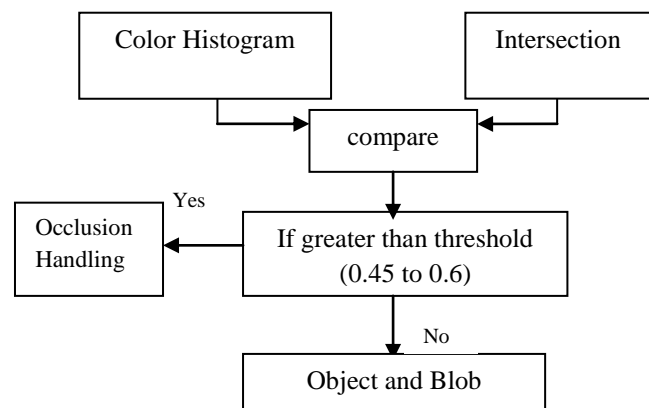 Color Histogram
Intersection
compare
Yes
Occlusion
Handling
If greater than threshold
(0.45 to 0.6)
No
Object and Blob